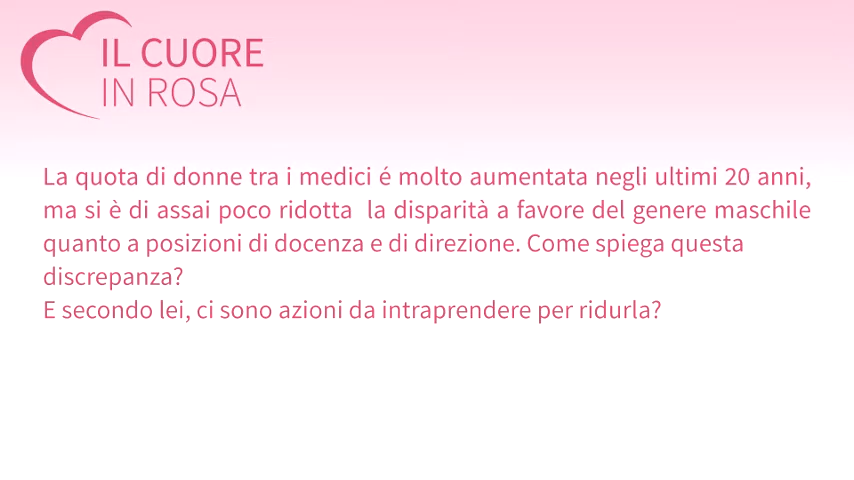 IL CUORE
IN ROSA
La quota di donne tra i medici é molto aumentata negli ultimi 20 anni,
ma si è di assai poco ridotta  la disparità a favore del genere maschile
quanto a posizioni di docenza e di direzione. Come spiega questa
discrepanza?
E secondo lei, ci sono azioni da intraprendere per ridurla?